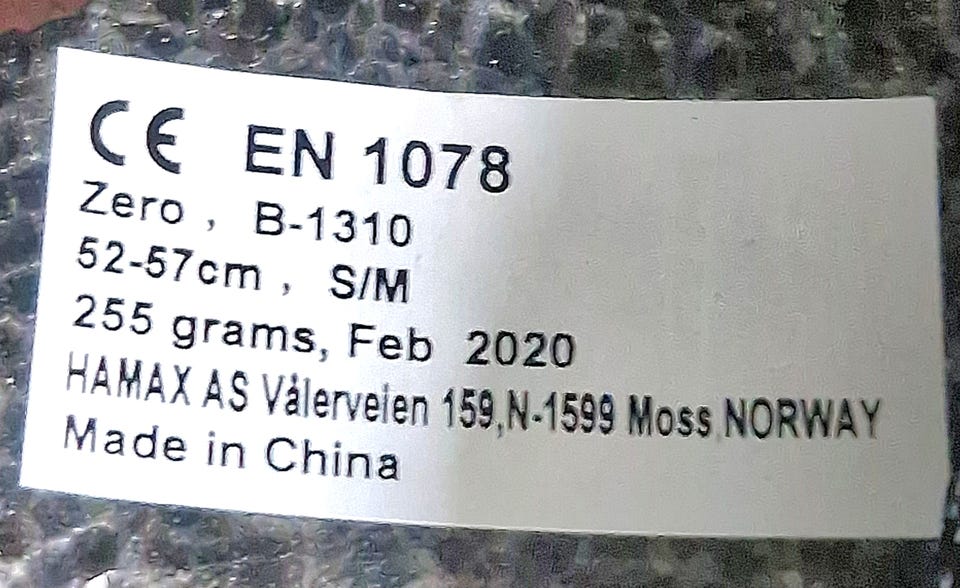 CE EN 1078
Zero , B-1310
52-57cm , S/M
255 grams, Feb 2020
HAMAX AS Vålerveien 159,N-1599 Moss NORWAY
Made in China